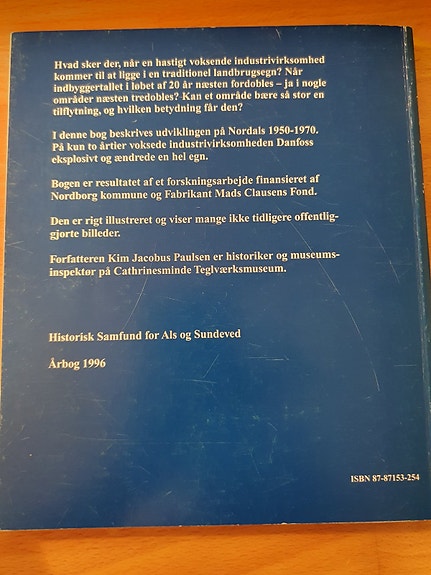 Hvad sker der, når en hastigt voksende industrivirksomhed
kommer til at ligge i en traditionel landbrugsegn? Når
indbyggertallet i løbet af 20 år næsten fordobles – ja i nogle
områder næsten tredobles? Kan et område bære så stor en
tilflytning, og hvilken betydning får den?
I denne bog beskrives udviklingen på Nordals 1950-1970.
På kun to årtier voksede industrivirksomheden Danfoss
eksplosivt og ændrede en hel egn.
Bogen er resultatet af et forskningsarbejde finansieret af
Nordborg kommune og Fabrikant Mads Clausens Fond.
Den er rigt illustreret og viser mange ikke tidligere offentlig-
gjorte billeder.
Forfatteren Kim Jacobus Paulsen er historiker og museums-
inspektør på Cathrinesminde Teglværksmuseum.
Historisk Samfund for Als og Sundeved
Årbog 1996
ISBN 87-87153-254